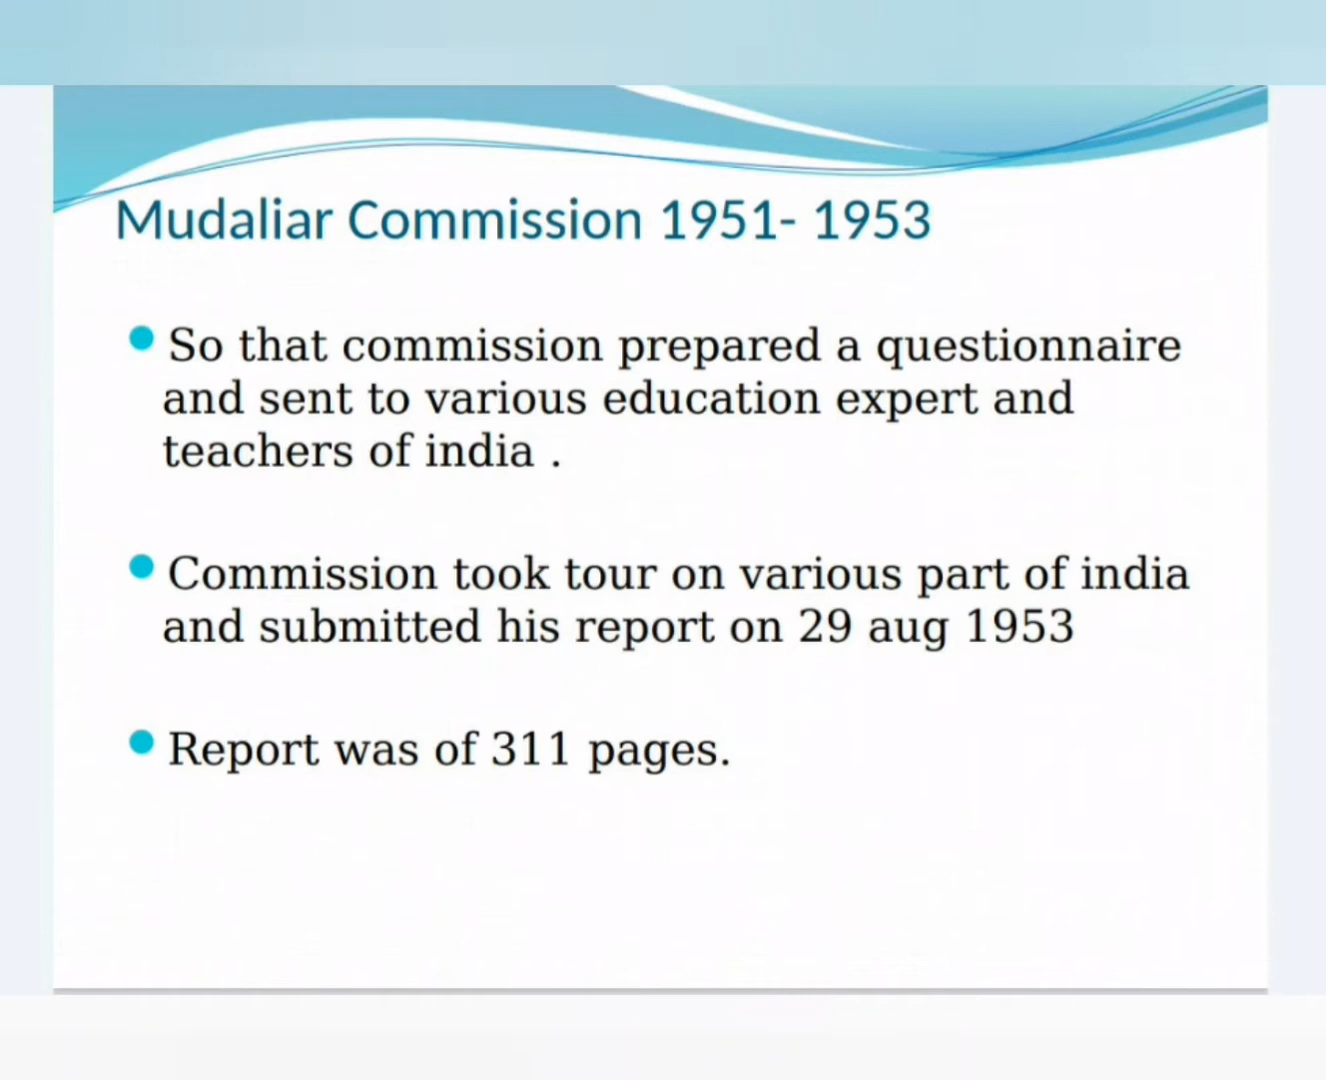 Mudaliar Commission 1951- 1953
So that commission prepared a questionnaire
and sent to various education expert and
teachers of india .
Commission took tour on various part of india
and submitted his report on 29 aug 1953
Report was of 311 pages.